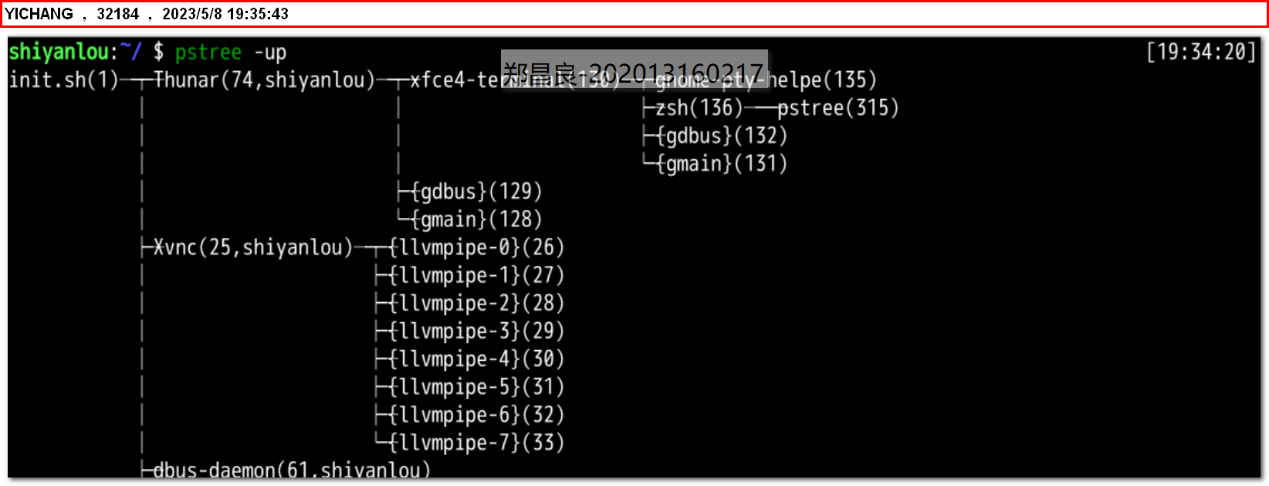 YICHANG , 32184 , 2023/5/8 19:35:43
shiyanlou:~/ $ pstree -up [19:34:20]
init.sh(1)─┬─Thunar(74,shiyanlou)─┬─xfce4-terminal(130)─┬─gnome-pty-helpe(135)
郑昌良-202013160217
├─zsh(136)───pstree(315)
├─{gdbus}(132)
└─{gmain}(131)
├─{gdbus}(129)
└─{gmain}(128)
├─Xvnc(25,shiyanlou)─┬─{llvmpipe-0}(26)
├─{llvmpipe-1}(27)
├─{llvmpipe-2}(28)
├─{llvmpipe-3}(29)
├─{llvmpipe-4}(30)
├─{llvmpipe-5}(31)
├─{llvmpipe-6}(32)
└─{llvmpipe-7}(33)
├─dbus-daemon(61,shiyanlou)